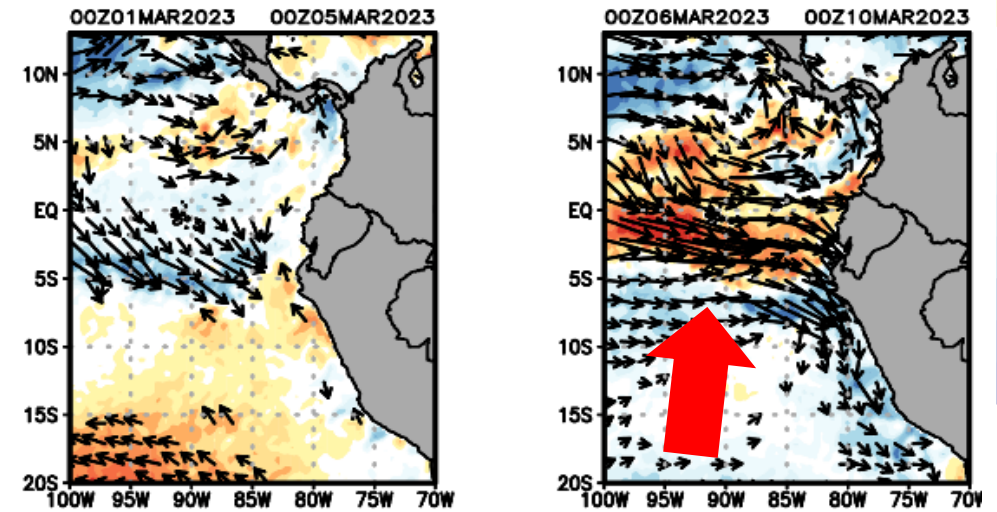 00Z01MAR2023 00Z05MAR2023
10N
5N
EQ
5S
10S
15S
20S
100W 95W 90W 85W 80W 75W 70W
00Z06MAR2023 00Z10MAR2023
10N
5N
EQ
5S
10S
15S
20S
100W 95W 90W 85W 80W 75W 70W